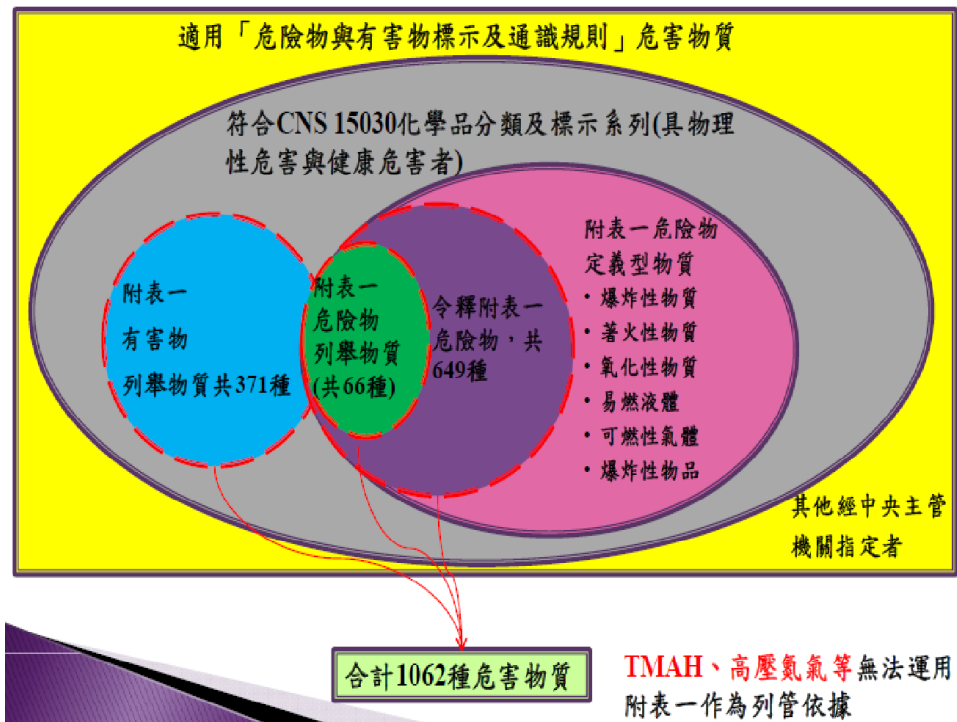 適用「危險物與有害物標示及通識規則」危害物質
符合CNS 15030化學品分類及標示系列(具物理
性危害與健康危害者)
附表一
有害物
列舉物質共371種
附表一
危險物
列舉物質
(共66種)
令釋附表一
危險物，共
649種
附表一危險物
定義型物質
・爆炸性物質
・著火性物質
・氧化性物質
・易燃液體
・可燃性氣體
・爆炸性物品
其他經中央主管
機關指定者
合計1062種危害物質
TMAH、高壓氮氣等無法運用
附表一作為列管依據